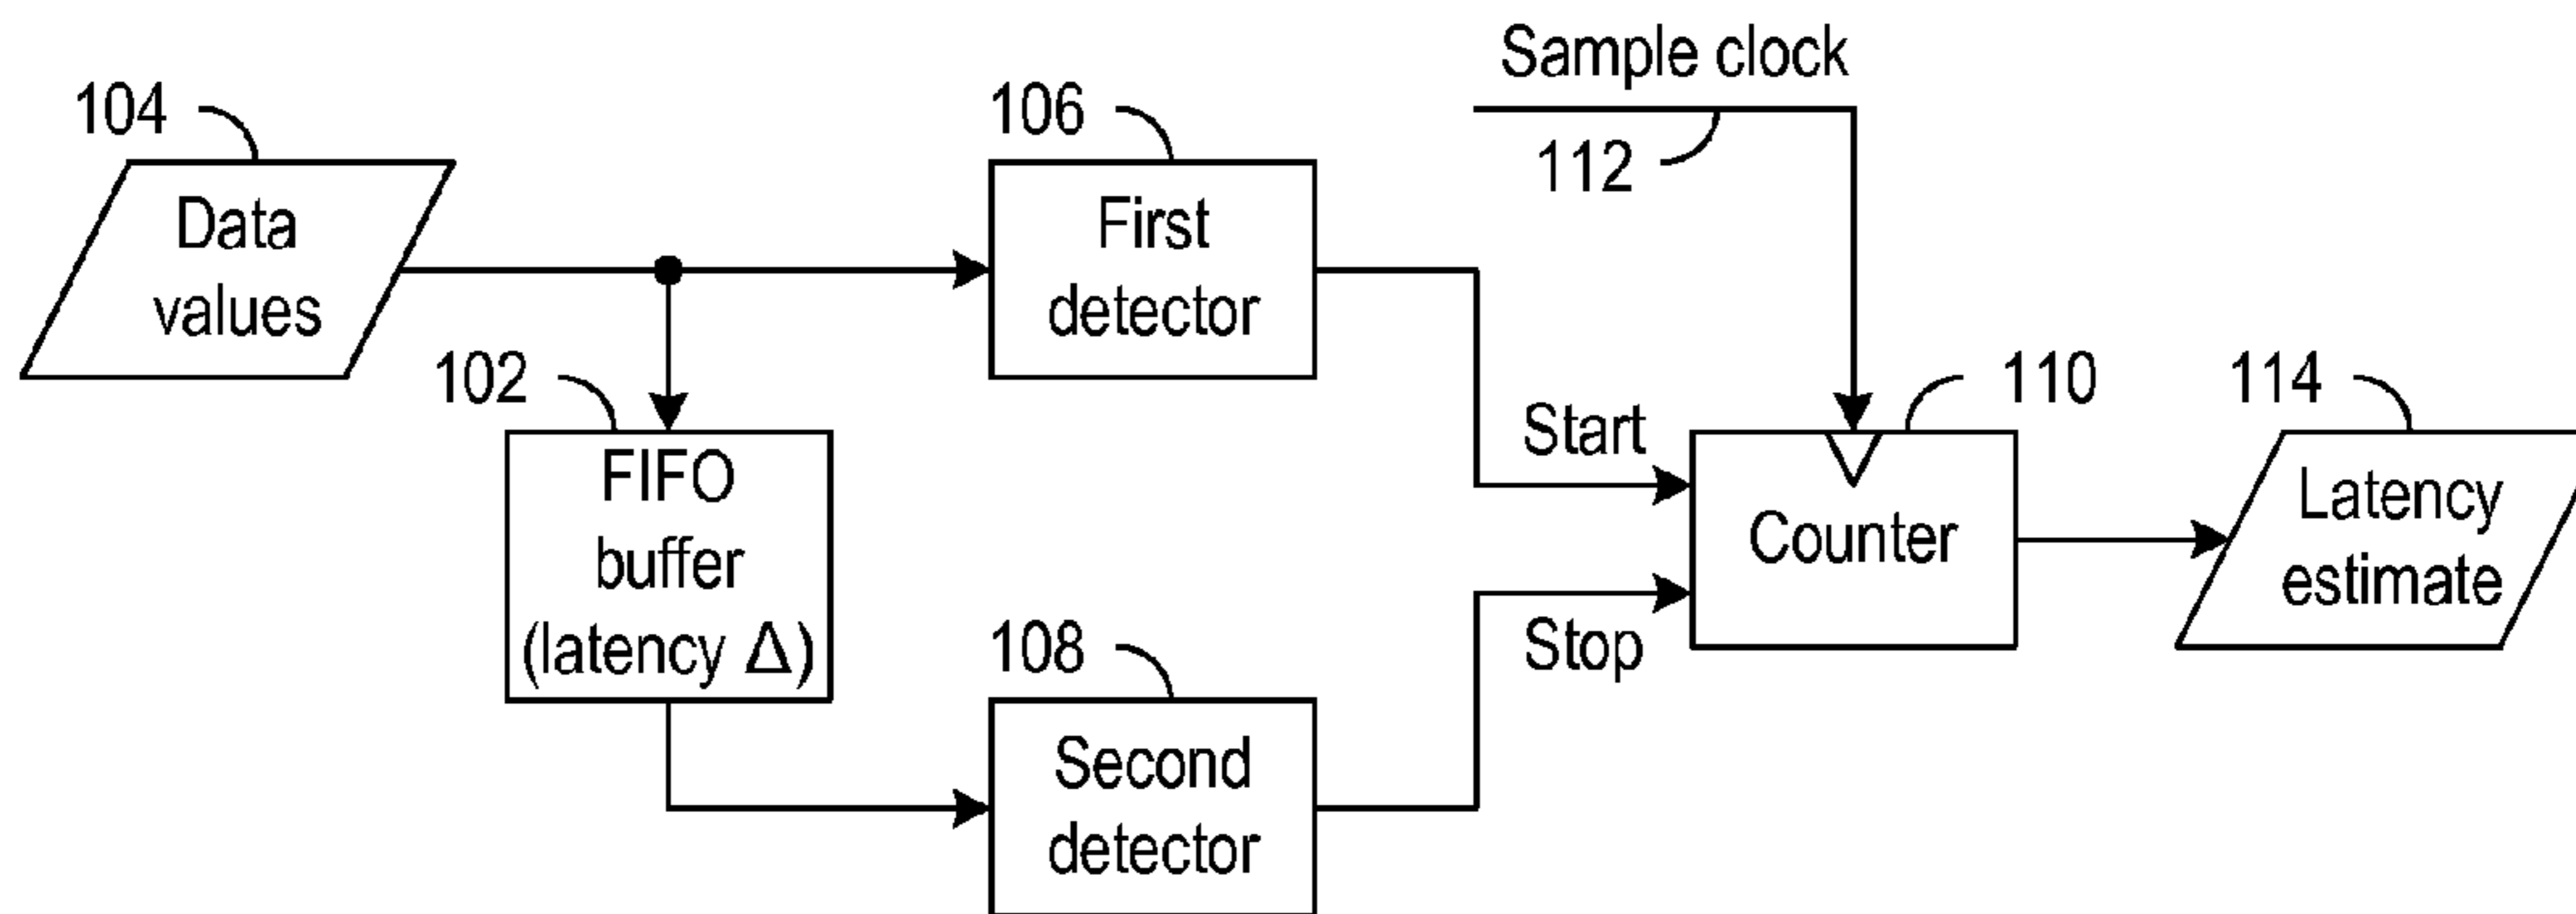 Sample clock
104
106
112
Data
values
First
detector
102
110
114
FIFO
buffer
(latency Δ)
Start
Counter
Latency
estimate
108
Stop
Second
detector